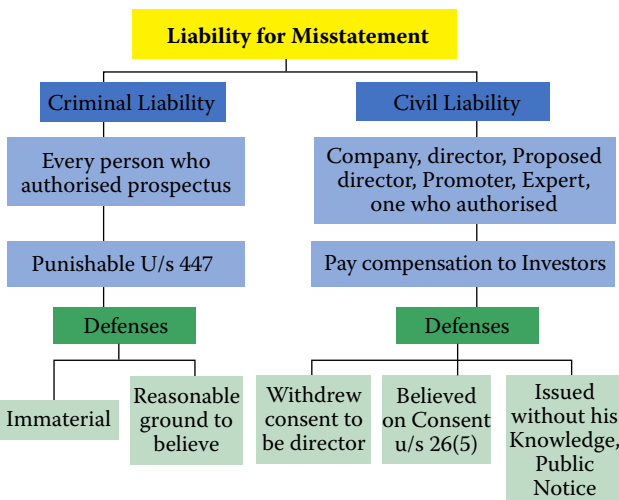 Liability for Misstatement
Criminal Liability
Civil Liability
Every person who
authorised prospectus
Company, director, Proposed
director, Promoter, Expert,
one who authorised
Punishable U/s 447
Pay compensation to Investors
Defenses
Defenses
Immaterial
Reasonable
ground to
believe
Withdrew
consent to
be director
Believed
on Consent
u/s 26(5)
Issued
without his
Knowledge,
Public
Notice